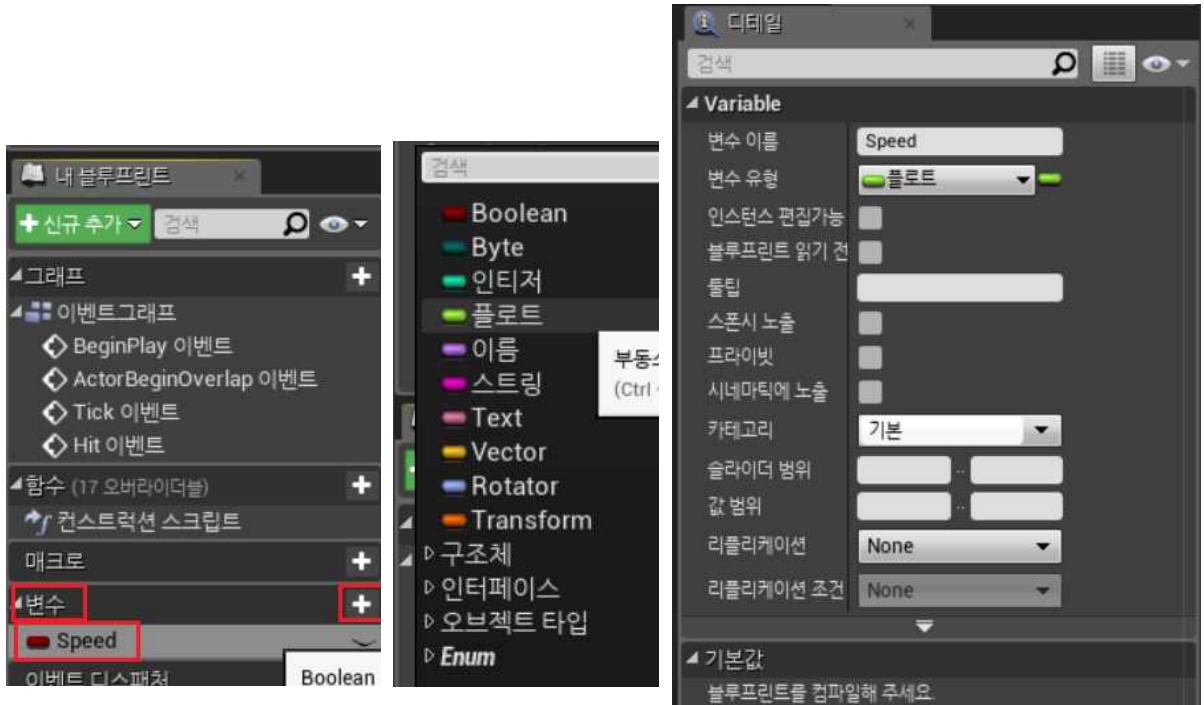 내 블루프린트
신규 추가
검색
그래프
이벤트그래프
BeginPlay 이벤트
ActorBeginOverlap 이벤트
Tick 이벤트
Hit 이벤트
함수 (17 오버라이더블)
컨스트럭션 스크립트
매크로
변수
Speed
이벤트 디스패처
Boolean
검색
Boolean
Byte
인티저
플로트
이름
스트링
Text
Vector
Rotator
Transform
구조체
인터페이스
오브젝트 타입
Enum
(Ctrl
디테일
검색
Variable
변수 이름 Speed
변수 유형 플로트
인스턴스 편집가능
블루프린트 읽기 전
툴팁
스폰시 노출
프라이빗
시네마틱에 노출
카테고리 기본
슬라이더 범위 ..
값 범위 ..
리플리케이션 None
리플리케이션 조건 None
기본값
블루프린트를 컴파일해 주세요.